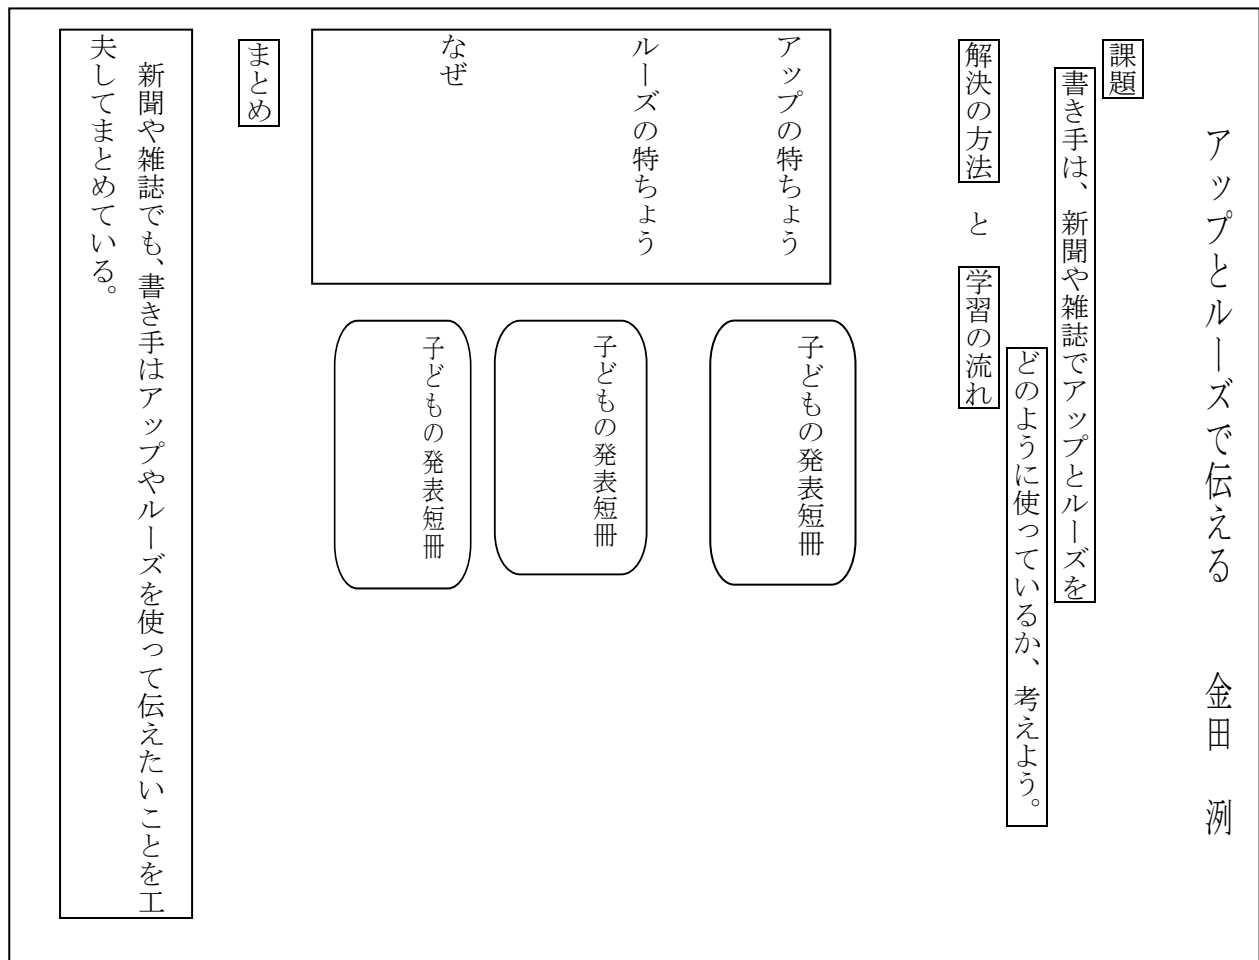 アップとルーズで伝える　　金田　洌
課題
書き手は、新聞や雑誌でアップとルーズを
どのように使っているか、考えよう。
解決の方法　と　学習の流れ
アップの特ちょう
ルーズの特ちょう
なぜ
子どもの発表短冊
子どもの発表短冊
子どもの発表短冊
まとめ
新聞や雑誌でも、書き手はアップやルーズを使って伝えたいことを工
夫してまとめている。